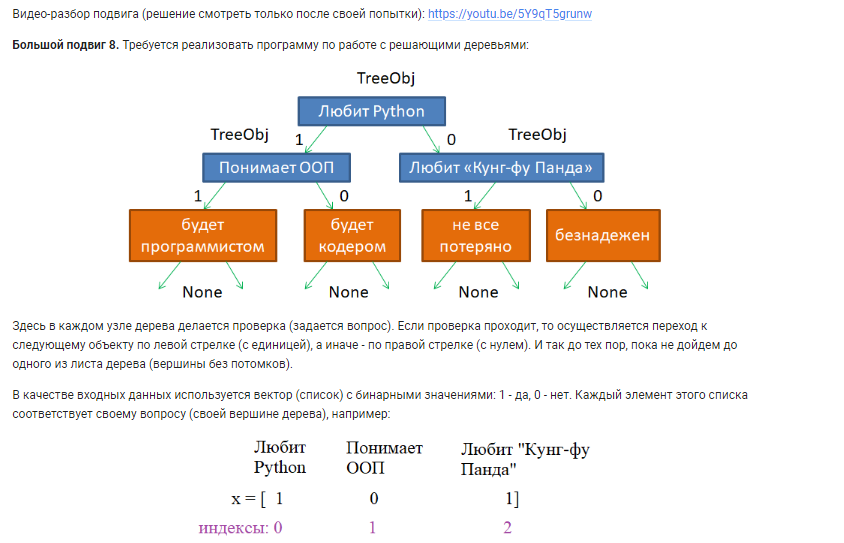 Видео-разбор подвига (решение смотреть только после своей попытки): https://youtu.be/5Y9qT5grunw
Большой подвиг 8. Требуется реализовать программу по работе с решающими деревьями:
TreeObj
Любит Python
TreeObj 1 0 TreeObj
Понимает ООП Любит «Кунг-фу Панда»
1 0 1 0
будет программистом
будет кодером
не все потеряно
безнадежен
None None None None
Здесь в каждом узле дерева делается проверка (задается вопрос). Если проверка проходит, то осуществляется переход к
следующему объекту по левой стрелке (с единицей), а иначе - по правой стрелке (с нулем). И так до тех пор, пока не дойдем до
одного из листа дерева (вершины без потомков).
В качестве входных данных используется вектор (список) с бинарными значениями: 1 - да, 0 - нет. Каждый элемент этого списка
соответствует своему вопросу (своей вершине дерева), например:
Любит Понимает Любит "Кунг-фу
Python ООП Панда"
x = [ 1 0 1]
индексы: 0 1 2